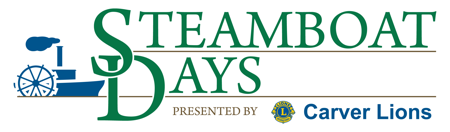 STEAMBOAT
DAYS
PRESENTED BY Carver Lions